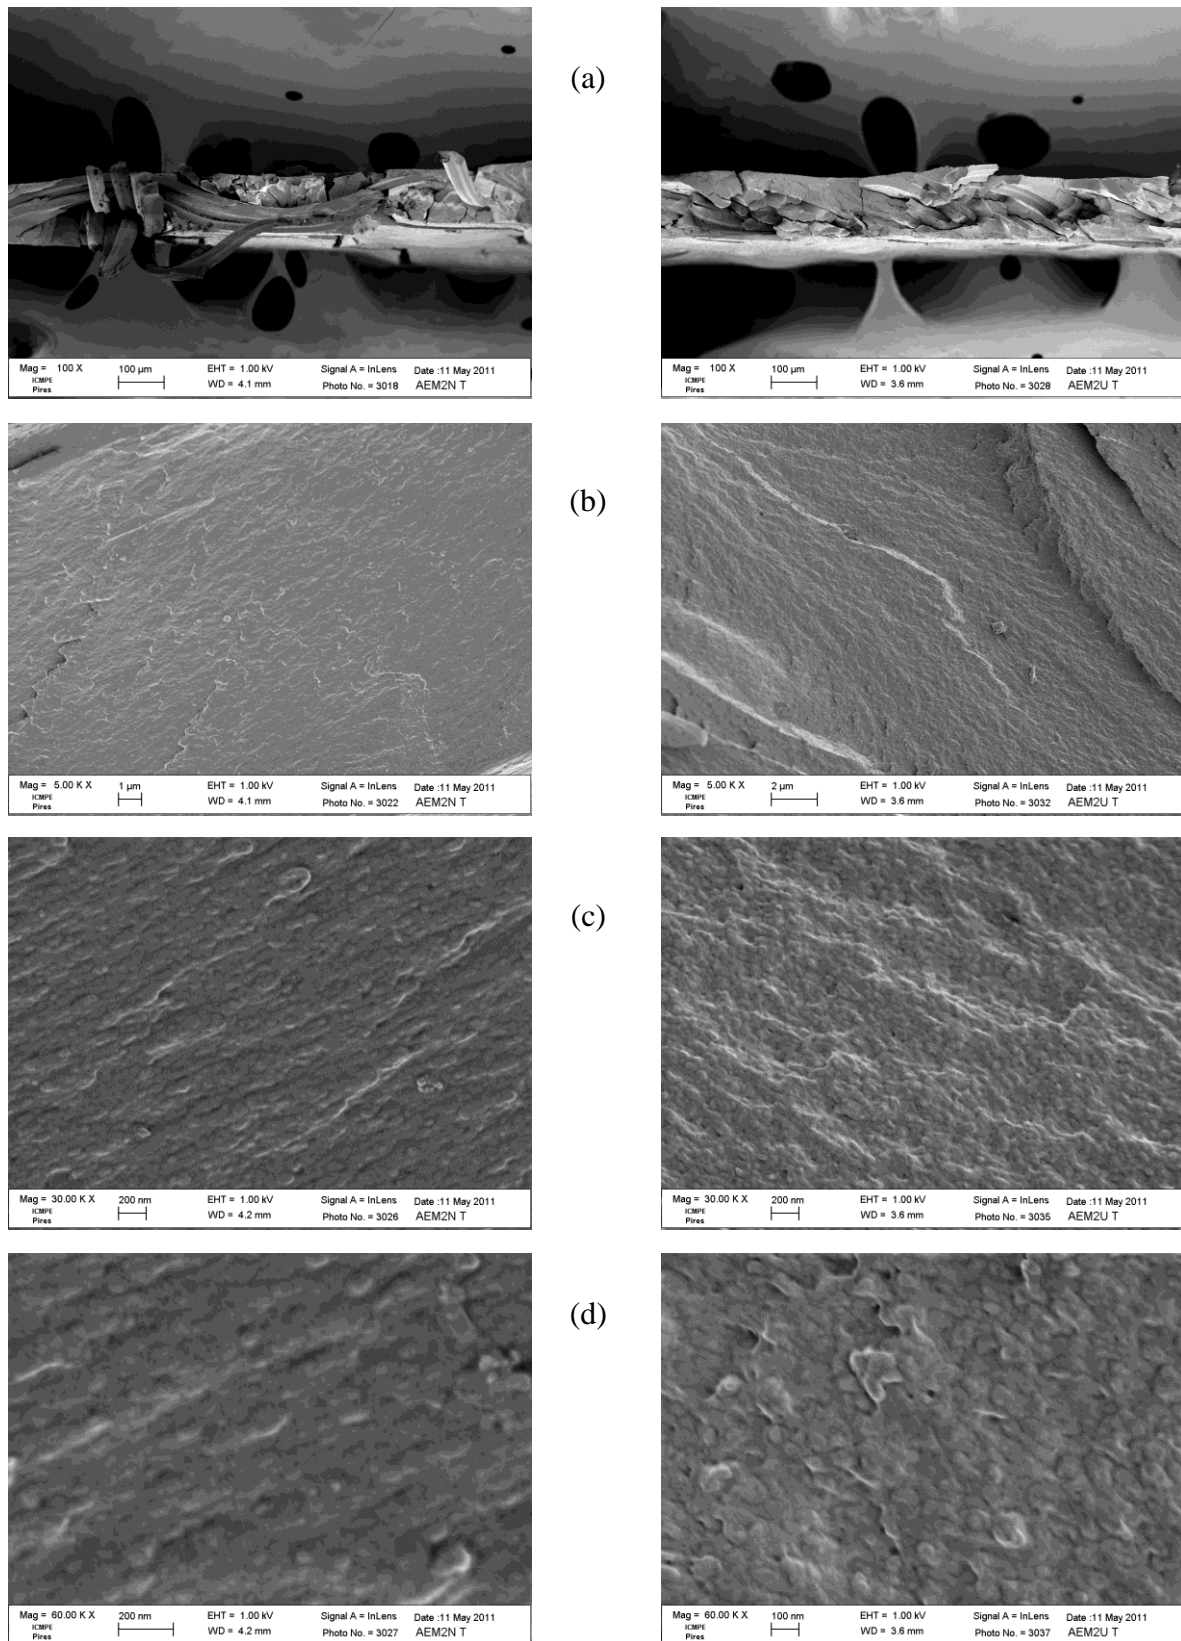 (a)
Mag = 100 X 100 µm EHT = 1.00 kV Signal A = InLens Date :11 May 2011
ICMPE
Pires WD = 4.1 mm Photo No. = 3018 AEM2N T
Mag = 100 X 100 µm EHT = 1.00 kV Signal A = InLens Date :11 May 2011
ICMPE
Pires WD = 3.6 mm Photo No. = 3028 AEM2U T
(b)
Mag = 5.00 K X 1 µm EHT = 1.00 kV Signal A = InLens Date :11 May 2011
ICMPE
Pires WD = 4.1 mm Photo No. = 3022 AEM2N T
Mag = 5.00 K X 2 µm EHT = 1.00 kV Signal A = InLens Date :11 May 2011
ICMPE
Pires WD = 3.6 mm Photo No. = 3032 AEM2U T
(c)
Mag = 30.00 K X 200 nm EHT = 1.00 kV Signal A = InLens Date :11 May 2011
ICMPE
Pires WD = 4.2 mm Photo No. = 3026 AEM2N T
Mag = 30.00 K X 200 nm EHT = 1.00 kV Signal A = InLens Date :11 May 2011
ICMPE
Pires WD = 3.6 mm Photo No. = 3035 AEM2U T
(d)
Mag = 60.00 K X 200 nm EHT = 1.00 kV Signal A = InLens Date :11 May 2011
ICMPE
Pires WD = 4.2 mm Photo No. = 3027 AEM2N T
Mag = 60.00 K X 100 nm EHT = 1.00 kV Signal A = InLens Date :11 May 2011
ICMPE
Pires WD = 3.6 mm Photo No. = 3037 AEM2U T